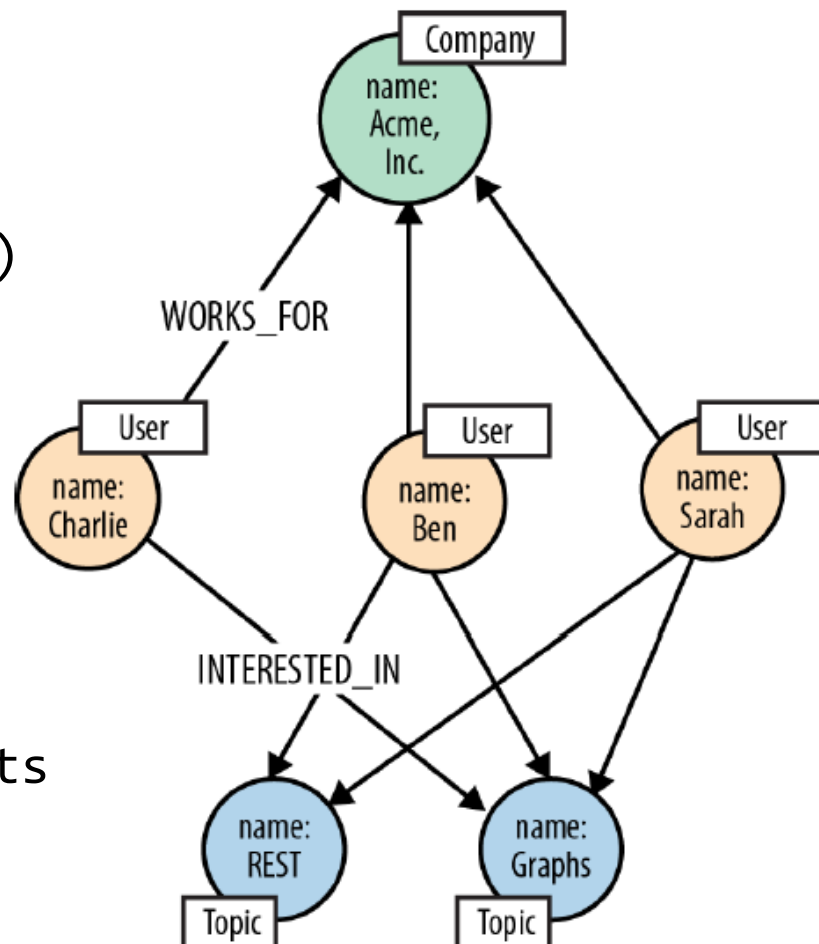 Company
name:
Acme,
Inc.
)
WORKS_FOR
User
User
User
name:
Charlie
name:
Ben
name:
Sarah
INTERESTED_IN
ts
name:
REST
name:
Graphs
Topic
Topic